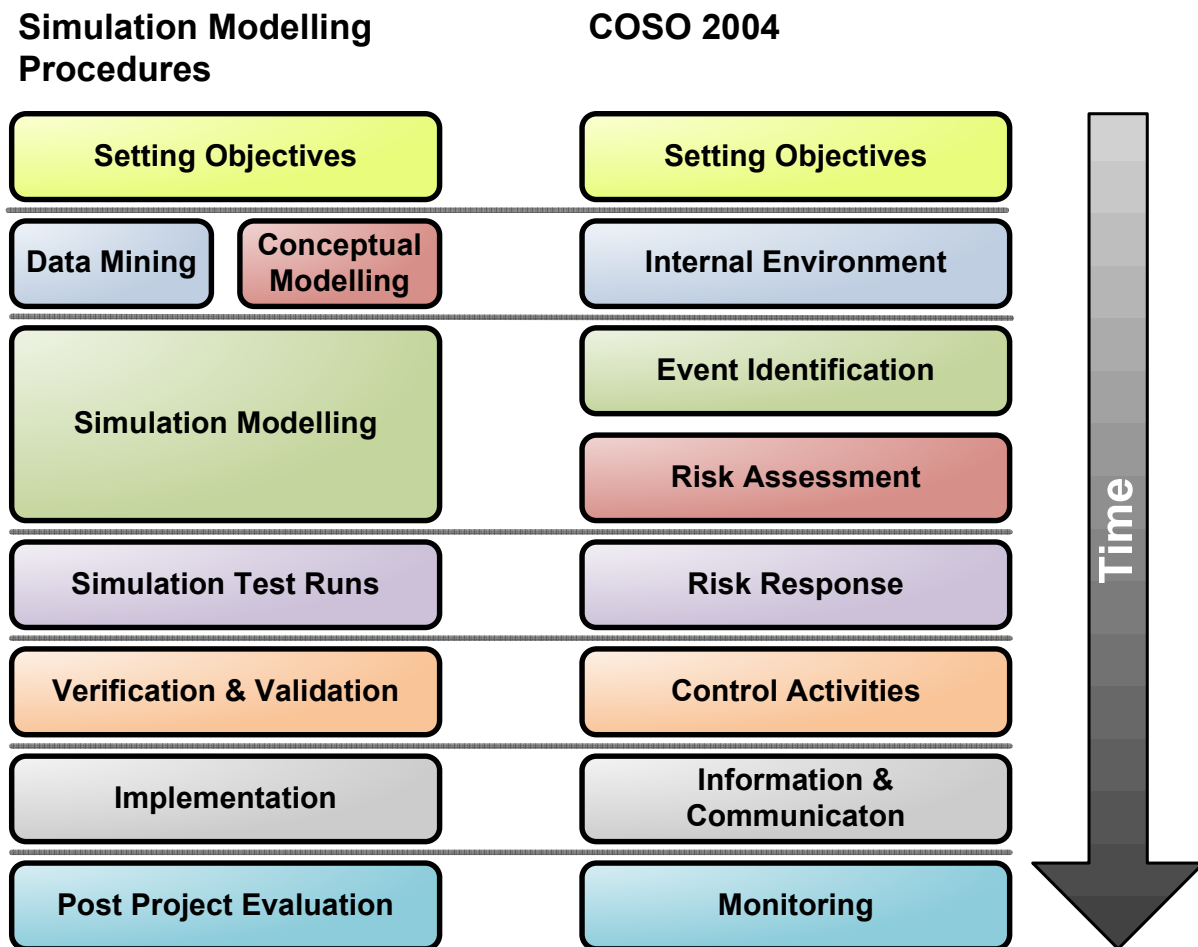 Simulation Modelling
Procedures
COSO 2004
Setting Objectives
Setting Objectives
Data Mining
Conceptual
Modelling
Internal Environment
Simulation Modelling
Event Identification
Risk Assessment
Simulation Test Runs
Risk Response
Verification & Validation
Control Activities
Implementation
Information &
Communicaton
Post Project Evaluation
Monitoring
Time